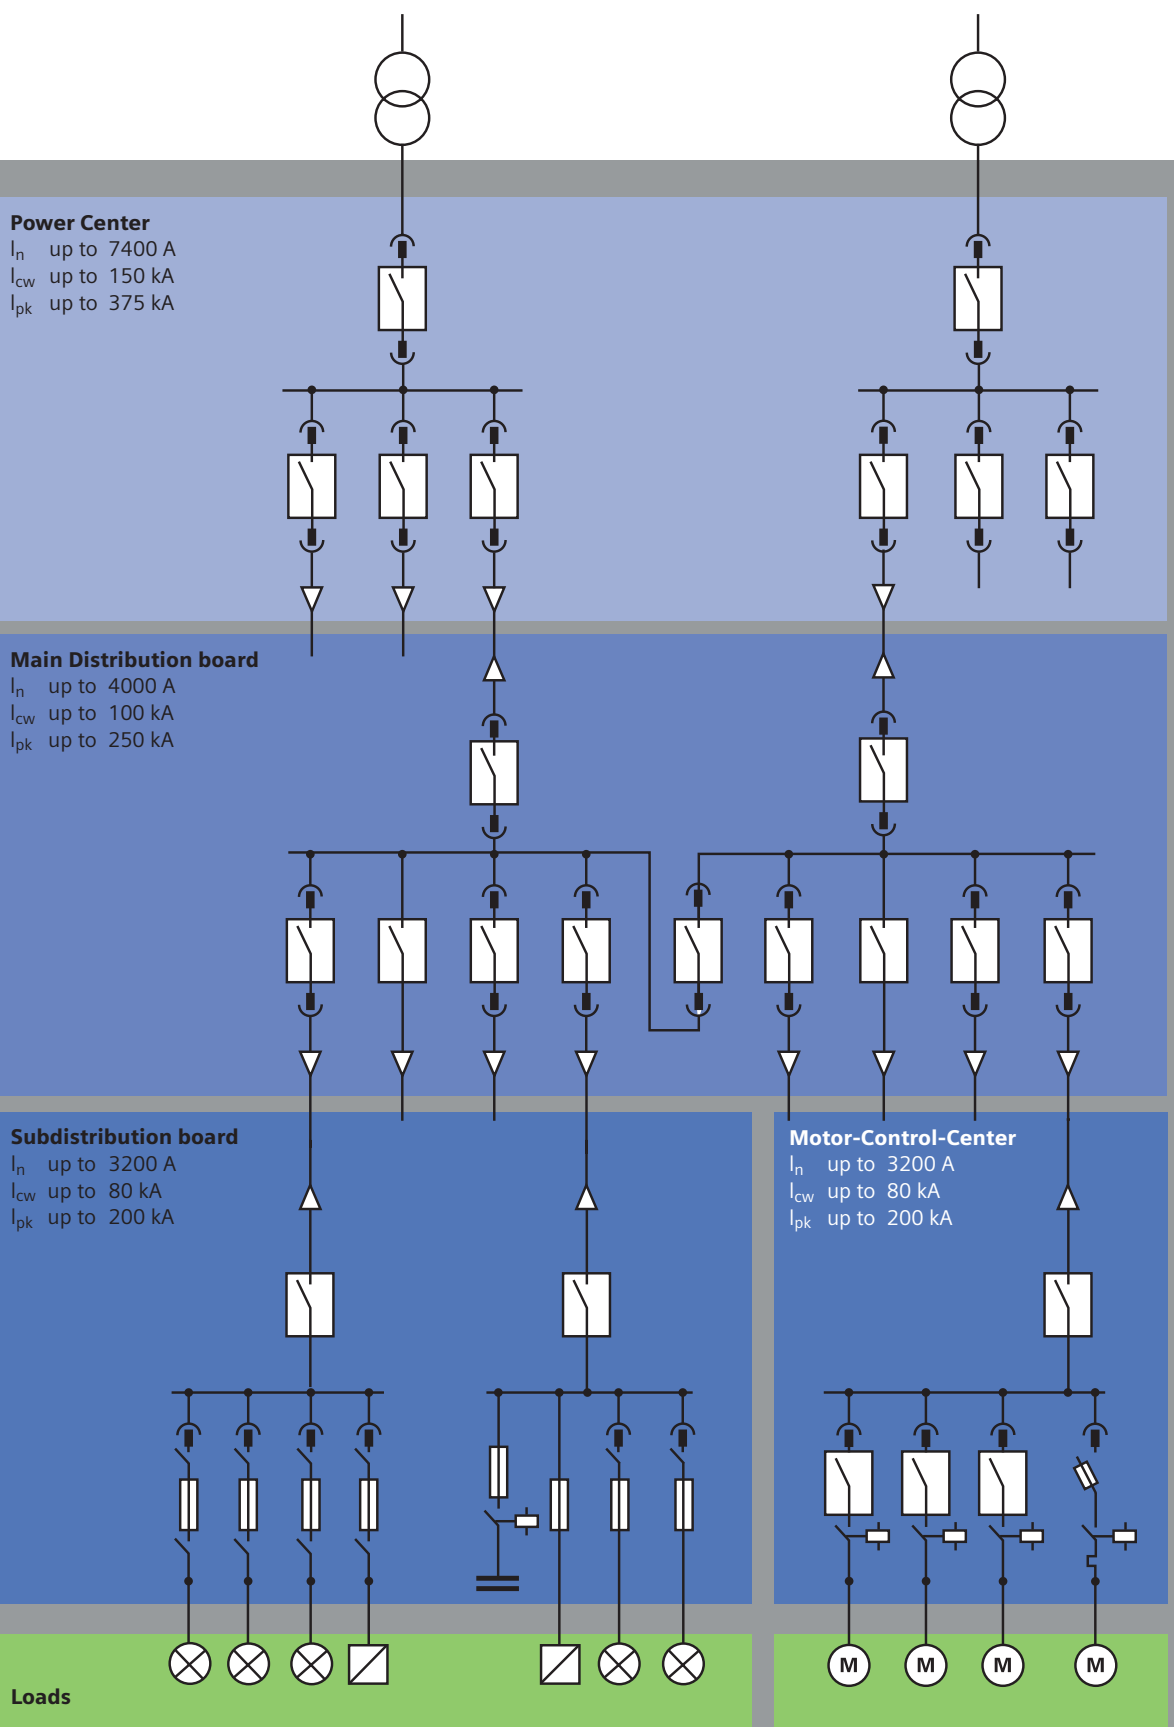 Power Center
In up to 7400 A
Icw up to 150 kA
Ipk up to 375 kA
Main Distribution board
In up to 4000 A
Icw up to 100 kA
Ipk up to 250 kA
Subdistribution board
In up to 3200 A
Icw up to 80 kA
Ipk up to 200 kA
Motor-Control-Center
In up to 3200 A
Icw up to 80 kA
Ipk up to 200 kA
M M M M
Loads